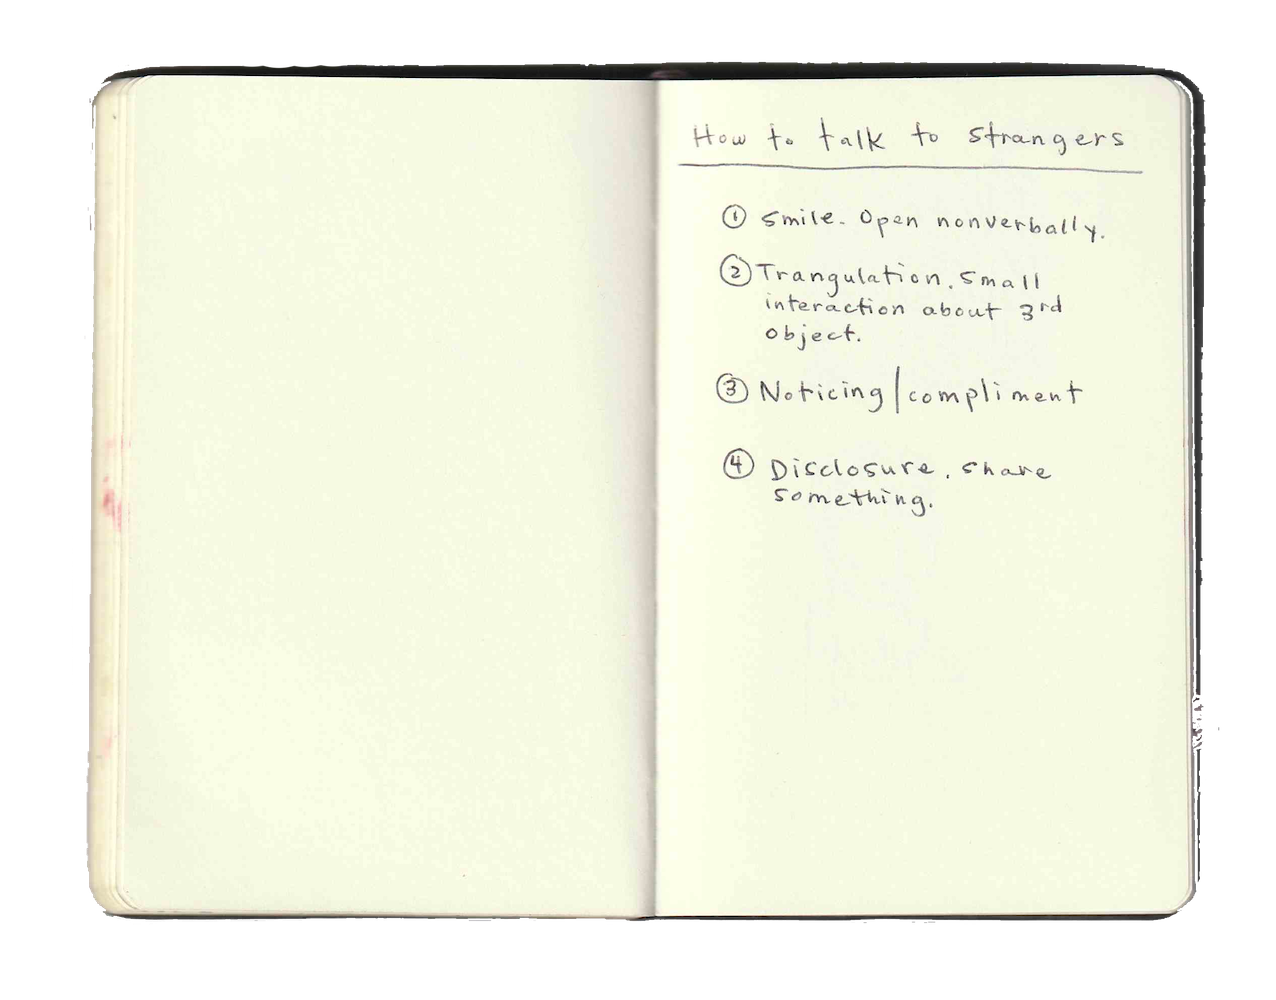 How to talk to strangers
① Smile. Open nonverbally.
② Trangulation. Small
interaction about 3rd
object.
③ Noticing/compliment
④ Disclosure. share
something.